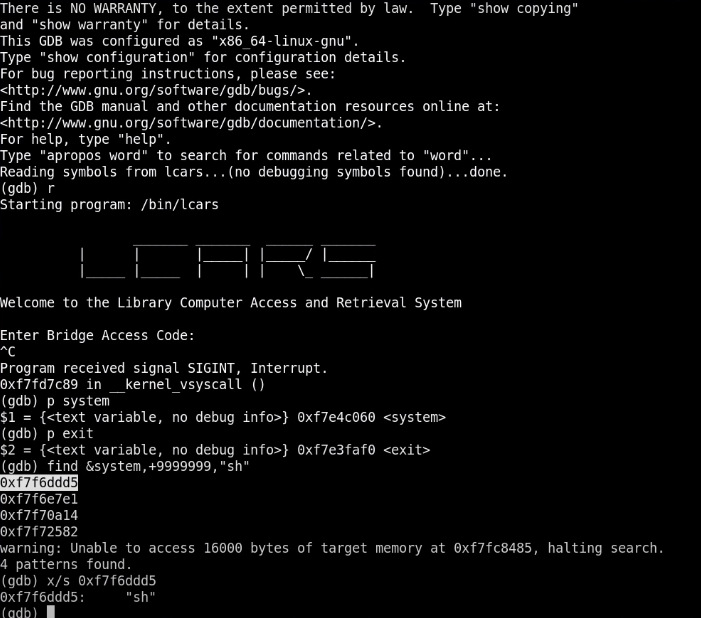 There is NO WARRANTY, to the extent permitted by law.  Type "show copying"
and "show warranty" for details.
This GDB was configured as "x86_64-linux-gnu".
Type "show configuration" for configuration details.
For bug reporting instructions, please see:
<http://www.gnu.org/software/gdb/bugs/>.
Find the GDB manual and other documentation resources online at:
<http://www.gnu.org/software/gdb/documentation/>.
For help, type "help".
Type "apropos word" to search for commands related to "word"...
Reading symbols from lcars...(no debugging symbols found)...done.
(gdb) r
Starting program: /bin/lcars
LCARS
Welcome to the Library Computer Access and Retrieval System
Enter Bridge Access Code:
^C
Program received signal SIGINT, Interrupt.
0xf7fd7c89 in __kernel_vsyscall ()
(gdb) p system
$1 = {<text variable, no debug info>} 0xf7e4c060 <system>
(gdb) p exit
$2 = {<text variable, no debug info>} 0xf7e3faf0 <exit>
(gdb) find &system,+9999999,"sh"
0xf7f6ddd5
0xf7f6e7e1
0xf7f70a14
0xf7f72582
warning: Unable to access 16000 bytes of target memory at 0xf7fc8485, halting search.
4 patterns found.
(gdb) x/s 0xf7f6ddd5
0xf7f6ddd5:     "sh"
(gdb)